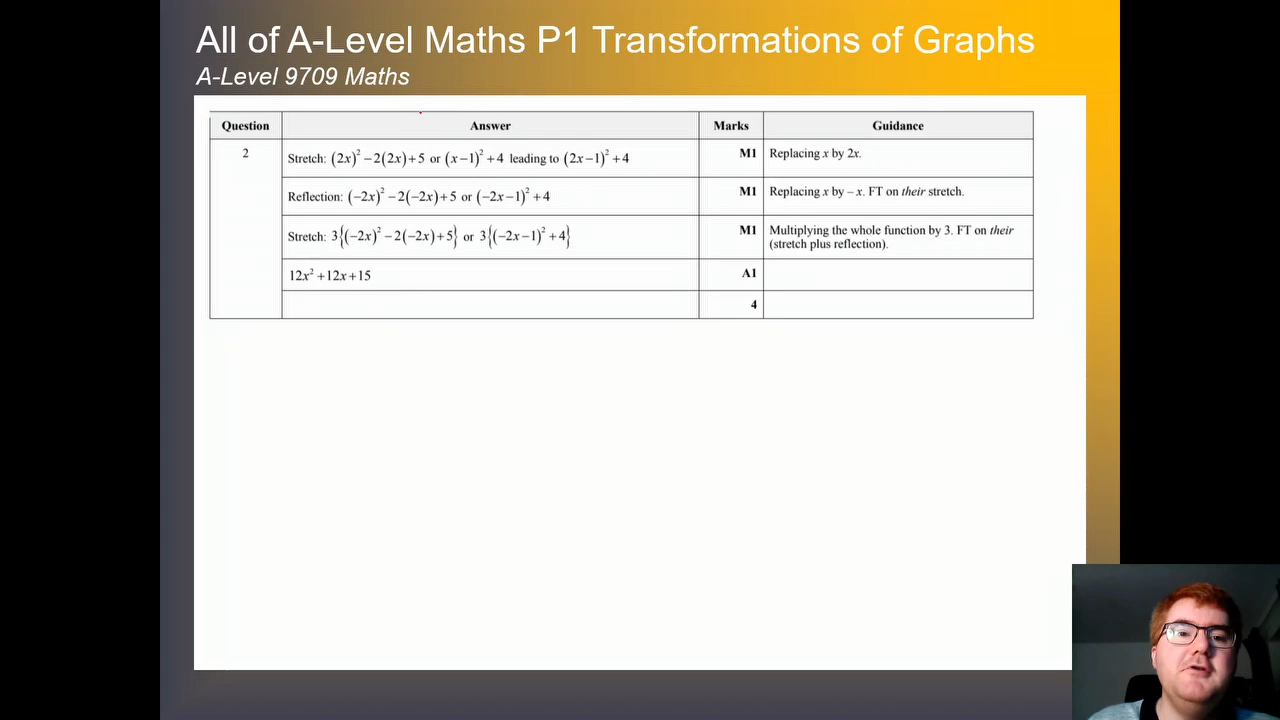 All of A-Level Maths P1 Transformations of Graphs
A-Level 9709 Maths
Question Answer Marks Guidance
2 Stretch: (2x)² − 2(2x) + 5 or (x − 1)² + 4 leading to (2x − 1)² + 4 M1 Replacing x by 2x.
Reflection: (−2x)² − 2(−2x) + 5 or (−2x − 1)² + 4 M1 Replacing x by − x. FT on their stretch.
Stretch: 3{(−2x)² − 2(−2x) + 5} or 3{(−2x − 1)² + 4} M1 Multiplying the whole function by 3. FT on their
(stretch plus reflection).
12x² + 12x + 15 A1
4